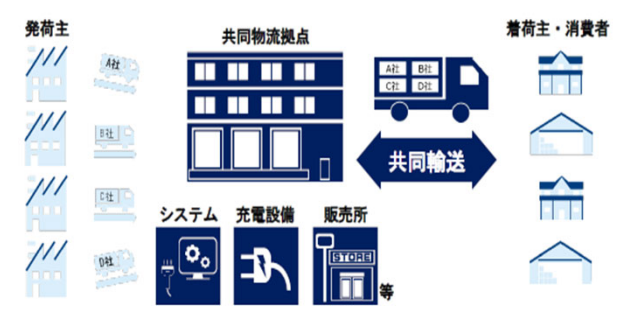 発荷主
共同物流拠点
着荷主・消費者
A社
B社
C社
D社
A社 B社
C社 D社
共同輸送
システム
充電設備
販売所
STORE
等